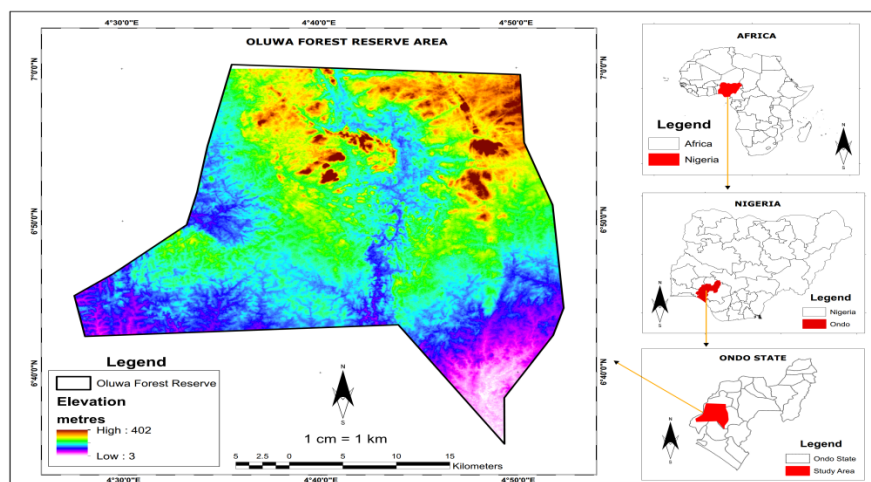 4°30'0"E 4°40'0"E 4°50'0"E
OLUWA FOREST RESERVE AREA
7°0'0"N
7°0'0"N
6°50'0"N
6°50'0"N
6°40'0"N
6°40'0"N
Legend
Oluwa Forest Reserve
Elevation
metres
High : 402
Low : 3
N
S
1 cm = 1 km
5 2.5 0 5 10 15
Kilometers
4°30'0"E 4°40'0"E 4°50'0"E
AFRICA
Legend
Africa
Nigeria
N
S
NIGERIA
N
S
Legend
Nigeria
Ondo
ONDO STATE
N
S
Legend
Ondo State
Study Area